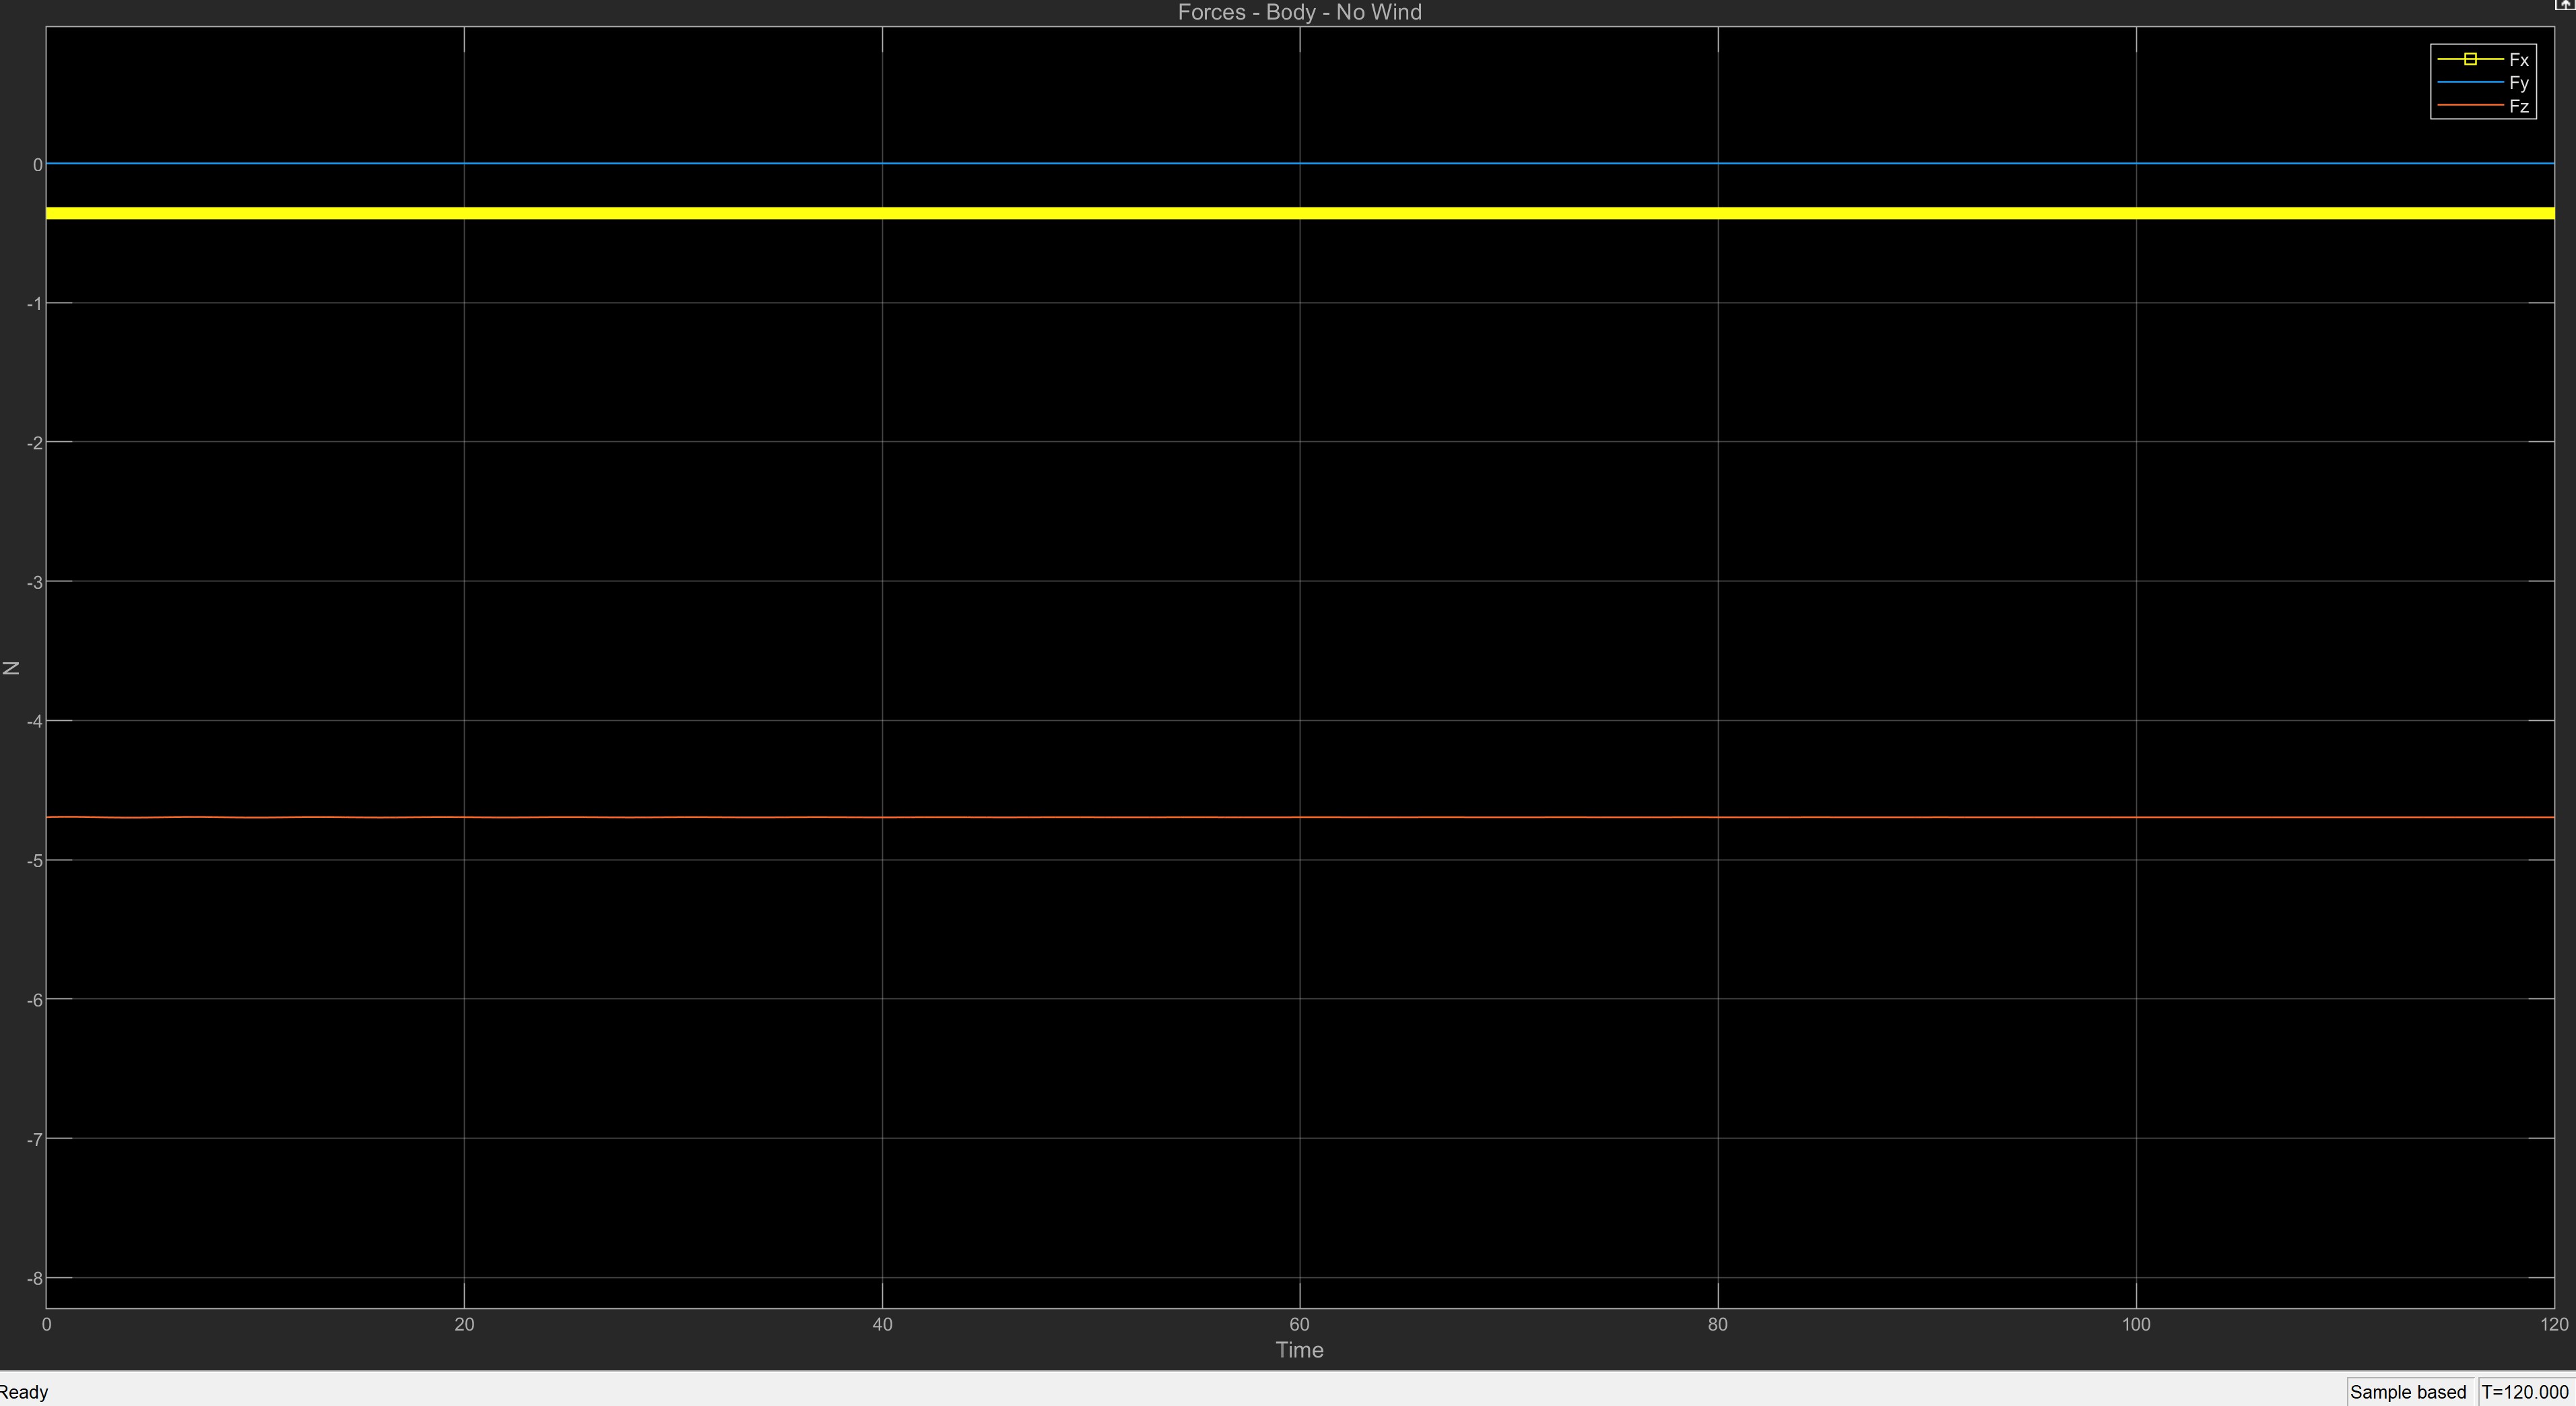 Forces - Body - No Wind
Fx
Fy
Fz
0
-1
-2
-3
-4
-5
-6
-7
-8
N
0 20 40 60 80 100 120
Time
Ready
Sample based T=120.000